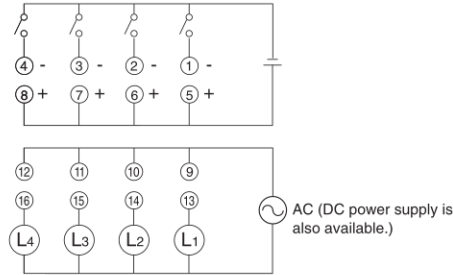 4 - 3 - 2 - 1 -
8 + 7 + 6 + 5 +
12 11 10 9
16 15 14 13
L4 L3 L2 L1
AC (DC power supply is
also available.)